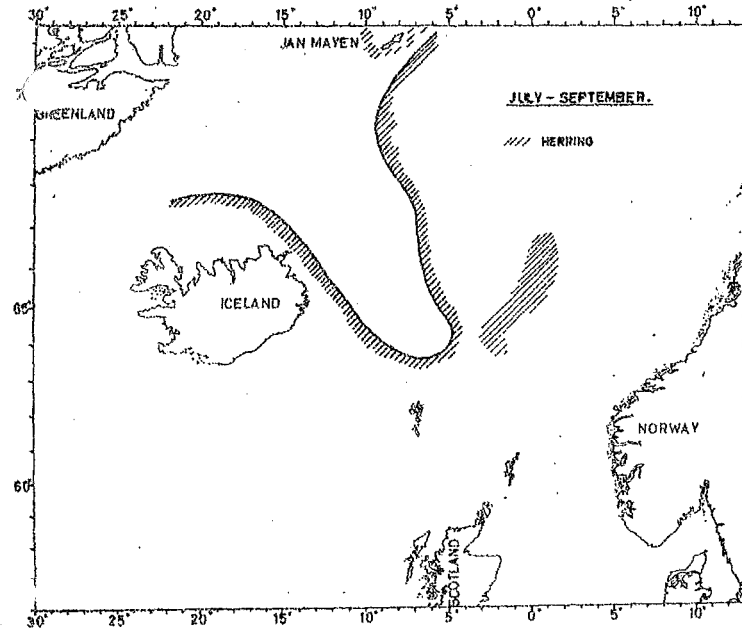 30° 25° 20° 15° 10° 5° 0° 5° 10°
JAN MAYEN
GREENLAND
JULY - SEPTEMBER.
HERRING
ICELAND
65°
NORWAY
60°
SCOTLAND
30° 25° 20° 15° 10° 5° 0° 5° 10°